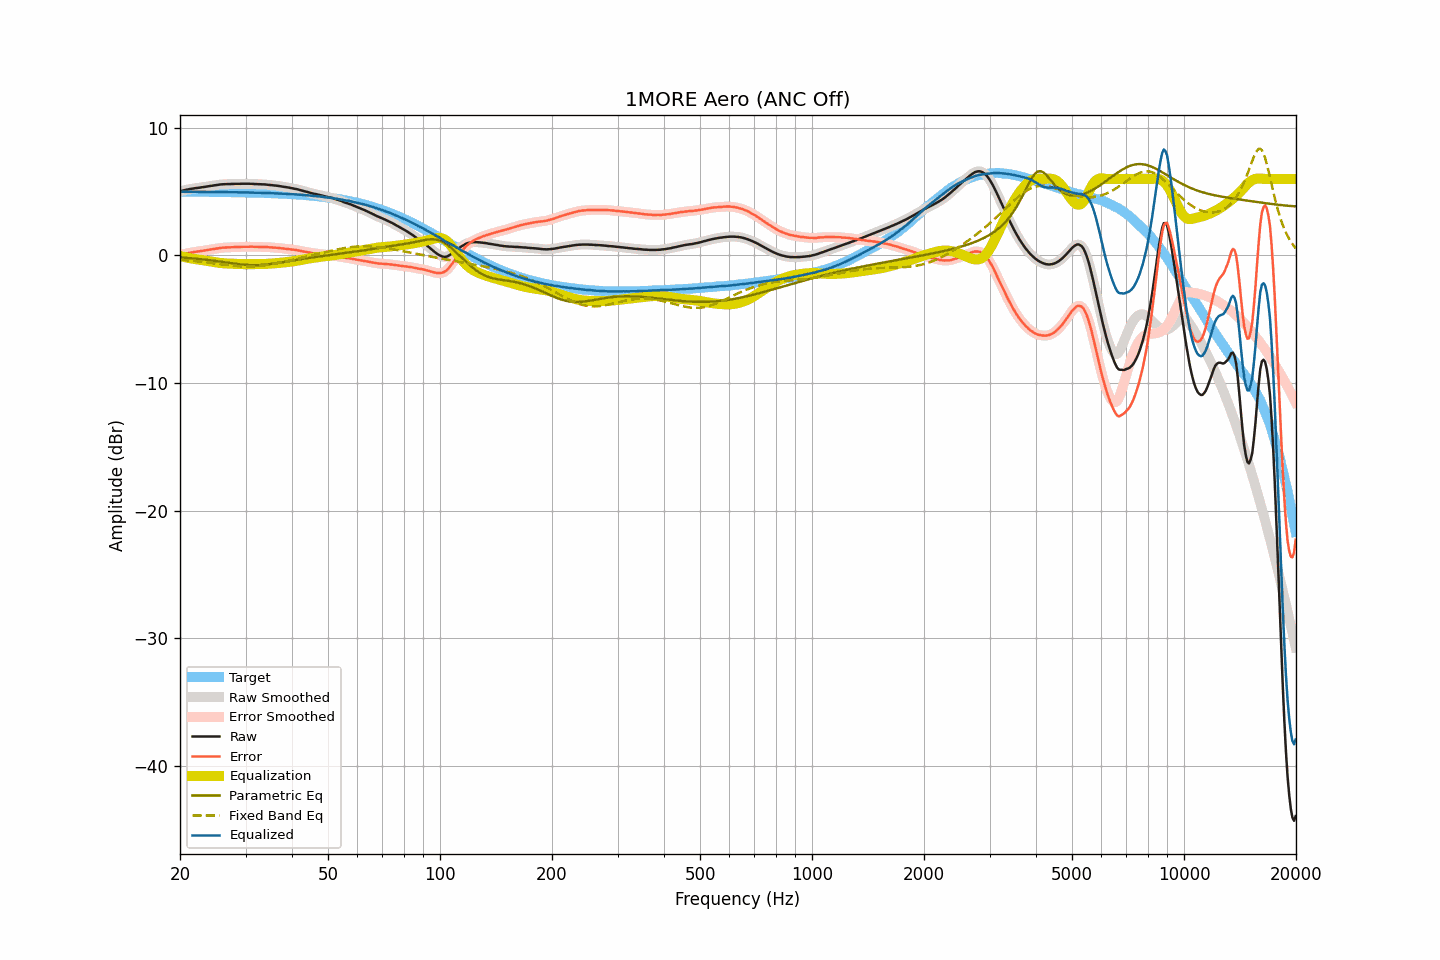 1MORE Aero (ANC Off)
10
0
−10
−20
−30
−40
Amplitude (dBr)
Target
Raw Smoothed
Error Smoothed
Raw
Error
Equalization
Parametric Eq
Fixed Band Eq
Equalized
20 50 100 200 500 1000 2000 5000 10000 20000
Frequency (Hz)